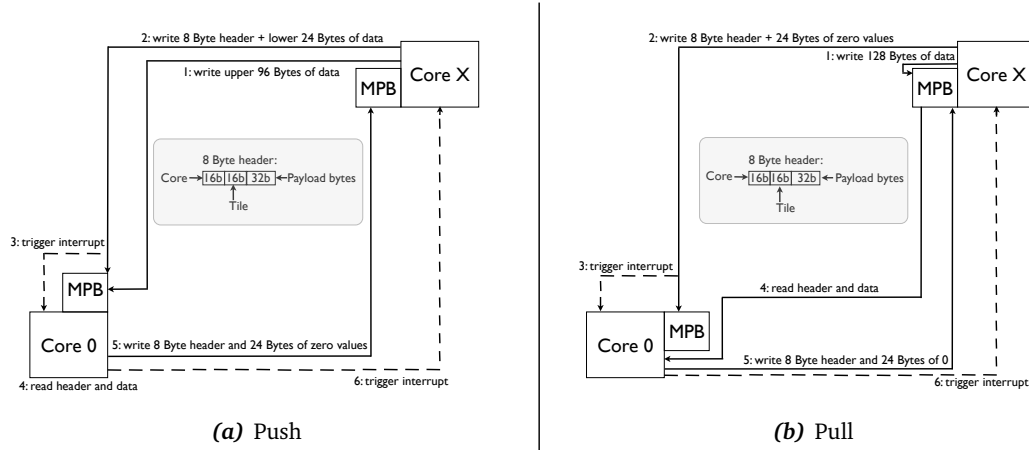 2: write 8 Byte header + lower 24 Bytes of data
1: write upper 96 Bytes of data
Core X
MPB
8 Byte header:
Core
16b 16b 32b
Payload bytes
Tile
3: trigger interrupt
MPB
Core 0
5: write 8 Byte header and 24 Bytes of zero values
6: trigger interrupt
4: read header and data
(a) Push
2: write 8 Byte header + 24 Bytes of zero values
1: write 128 Bytes of data
Core X
MPB
8 Byte header:
Core
16b 16b 32b
Payload bytes
Tile
3: trigger interrupt
4: read header and data
MPB
Core 0
5: write 8 Byte header and 24 Bytes of 0
6: trigger interrupt
(b) Pull